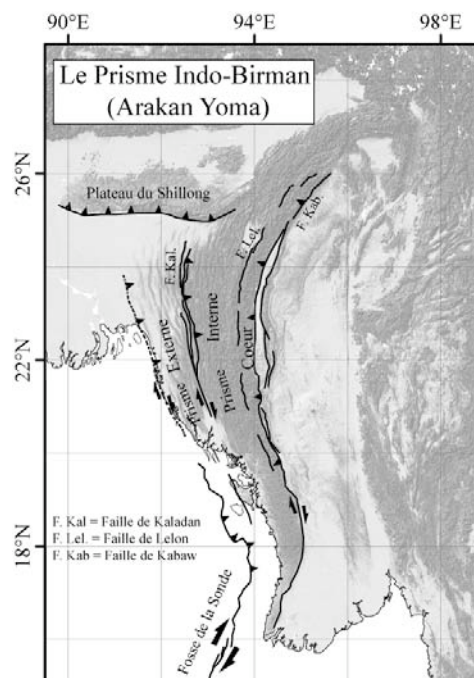 90°E
94°E
98°E
Le Prisme Indo-Birman
(Arakan Yoma)
26°N
Plateau du Shillong
F. Kab.
F. Lel.
F. Kal.
Interne
Prisme
Coeur
Prisme Externe
22°N
F. Kal = Faille de Kaladan
F. Lel. = Faille de Lelon
F. Kab = Faille de Kabaw
18°N
Fosse de la Sonde